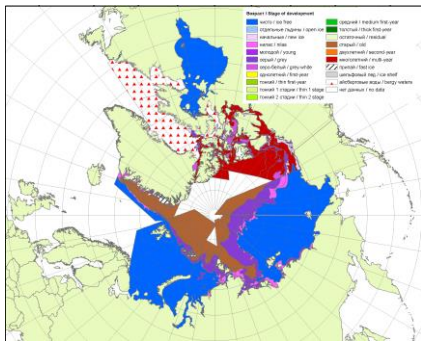 Возраст / Stage of development
чисто / ice free
отдельные льдины / open ice
начальные / new ice
нилас / nilas
молодой / young
серый / grey
серо-белый / grey-white
однолетний / first-year
тонкий / thin first-year
тонкий 1 стадии / thin 1 stage
тонкий 2 стадии / thin 2 stage
средний / medium first-year
толстый / thick first-year
остаточный / residual
старый / old
двухлетний / second-year
многолетний / multi-year
припай / fast ice
шельфовый лед / ice shelf
айсберговые воды / bergy waters
нет данных / no data